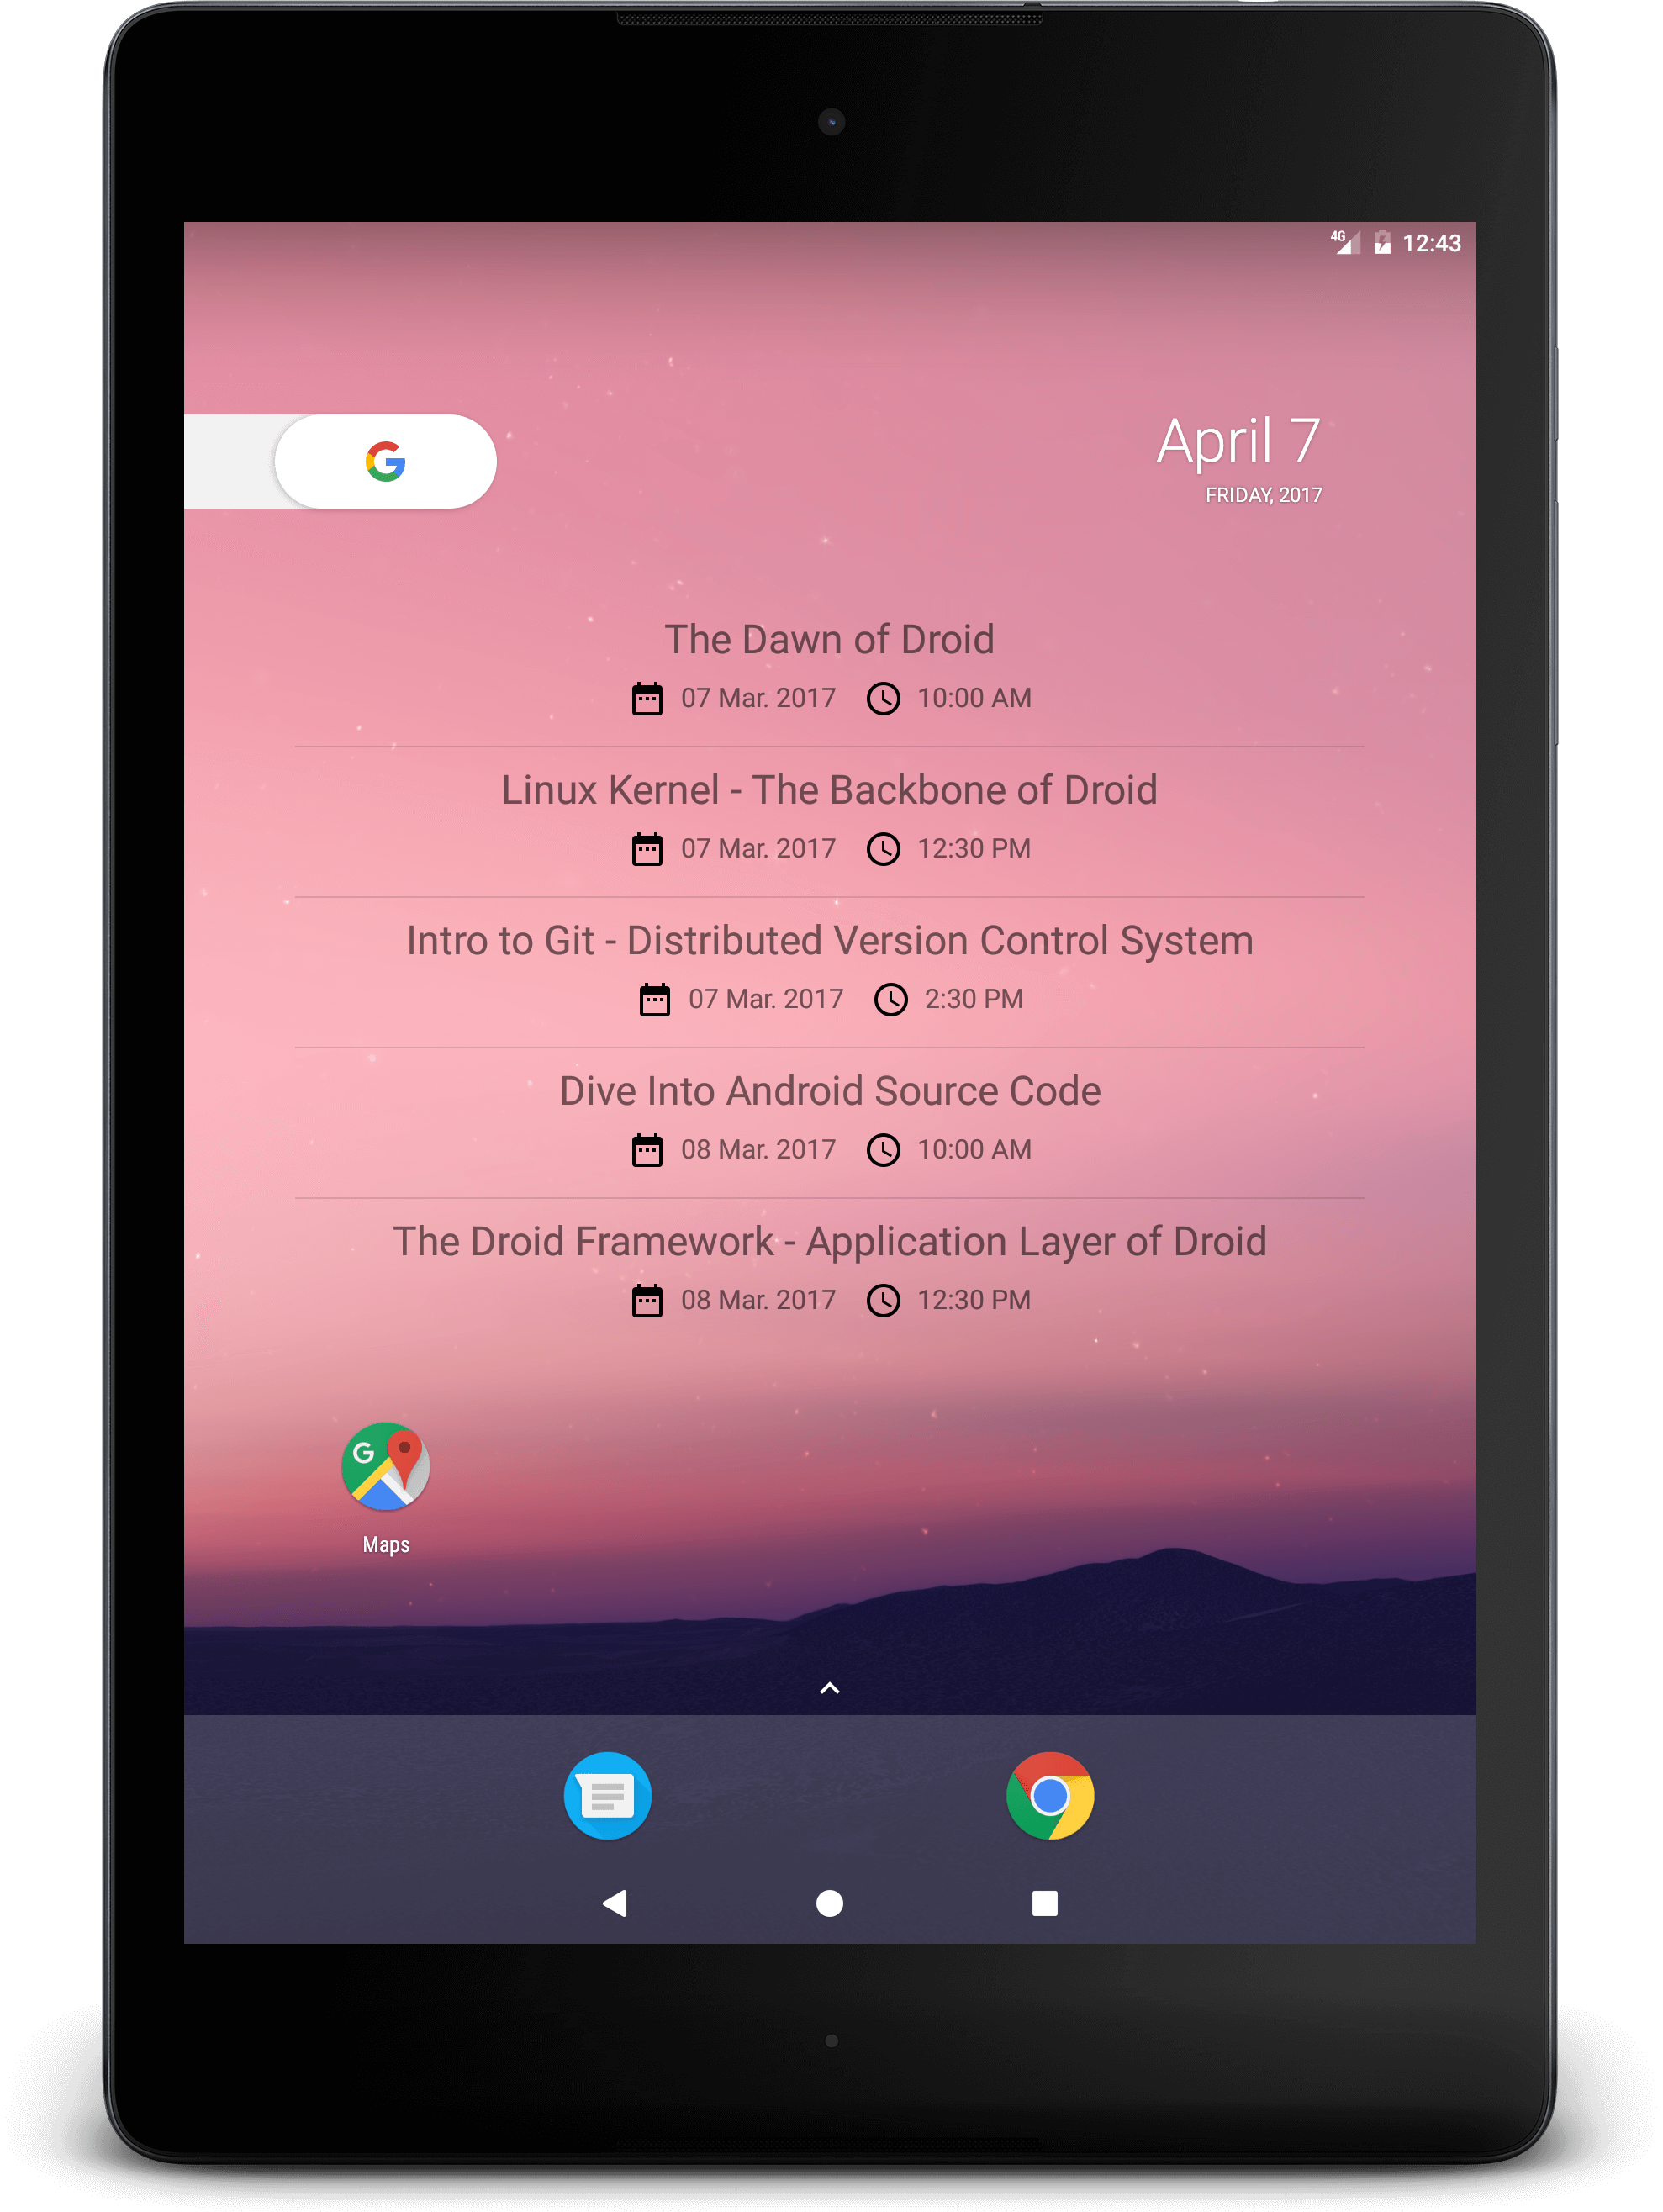 4G 12:43
April 7
FRIDAY, 2017
The Dawn of Droid
07 Mar. 2017 10:00 AM
Linux Kernel - The Backbone of Droid
07 Mar. 2017 12:30 PM
Intro to Git - Distributed Version Control System
07 Mar. 2017 2:30 PM
Dive Into Android Source Code
08 Mar. 2017 10:00 AM
The Droid Framework - Application Layer of Droid
08 Mar. 2017 12:30 PM
G
Maps